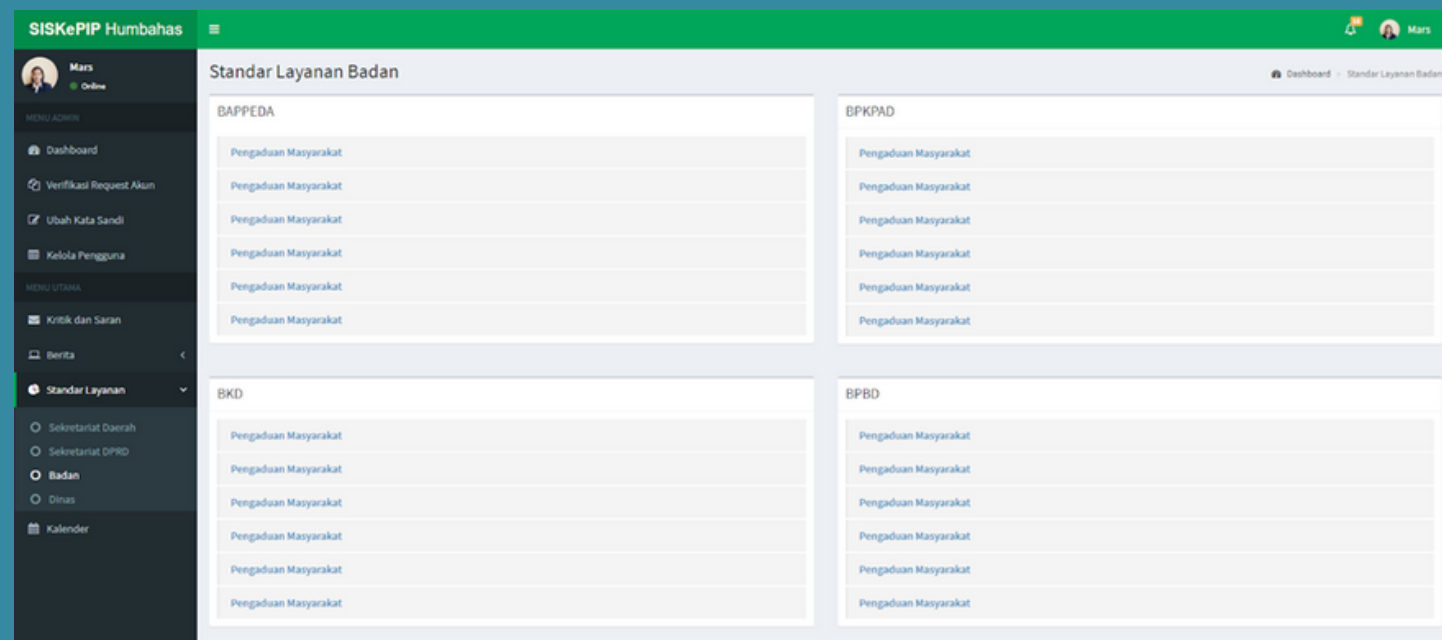 SISKePIP Humbahas
Mars
Mars
Online
MENU ADMIN
Dashboard
Verifikasi Request Akun
Ubah Kata Sandi
Kelola Pengguna
MENU UTAMA
Kritik dan Saran
Berita
Standar Layanan
Sekretariat Daerah
Sekretariat DPRD
Badan
Dinas
Kalender
Standar Layanan Badan
Dashboard > Standar Layanan Badan
BAPPEDA
Pengaduan Masyarakat
Pengaduan Masyarakat
Pengaduan Masyarakat
Pengaduan Masyarakat
Pengaduan Masyarakat
Pengaduan Masyarakat
BPKPAD
Pengaduan Masyarakat
Pengaduan Masyarakat
Pengaduan Masyarakat
Pengaduan Masyarakat
Pengaduan Masyarakat
Pengaduan Masyarakat
BKD
Pengaduan Masyarakat
Pengaduan Masyarakat
Pengaduan Masyarakat
Pengaduan Masyarakat
Pengaduan Masyarakat
Pengaduan Masyarakat
BPBD
Pengaduan Masyarakat
Pengaduan Masyarakat
Pengaduan Masyarakat
Pengaduan Masyarakat
Pengaduan Masyarakat
Pengaduan Masyarakat